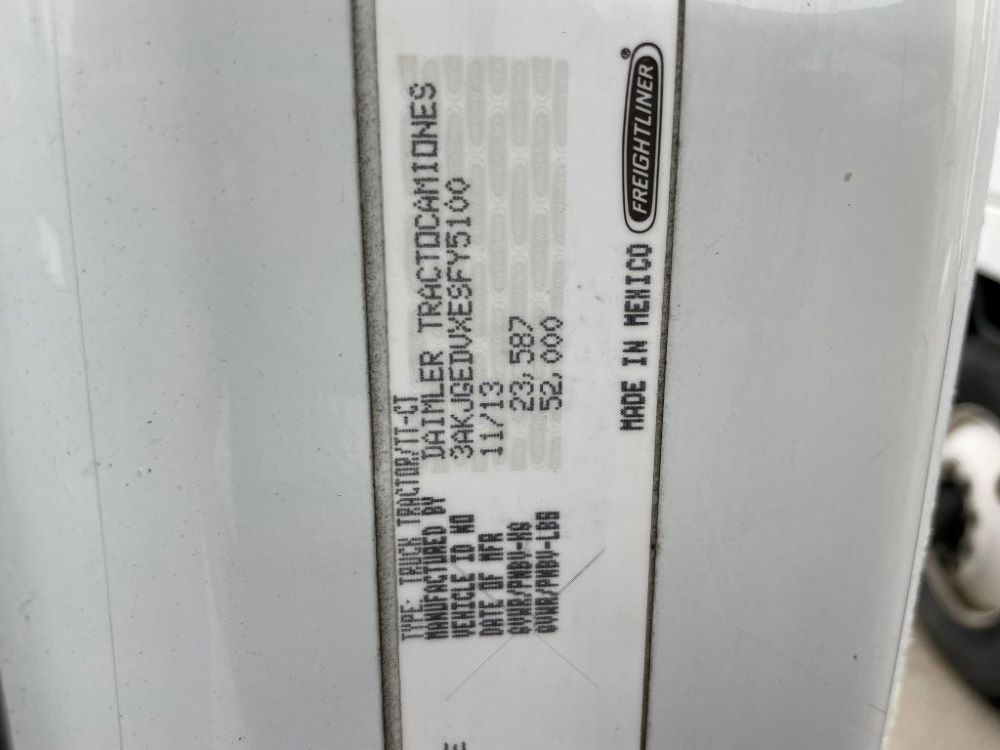 TYPE: TRUCK TRACTOR/TT-CT
MANUFACTURED BY DAIMLER TRACTOCAMIONES
VEHICLE ID NO 3AKJGEDVXESFY5100
DATE OF MFR 11/13
GVWR/PNBV-KG 23,587
GVWR/PNBV-LBS 52,000
MADE IN MEXICO FREIGHTLINER®